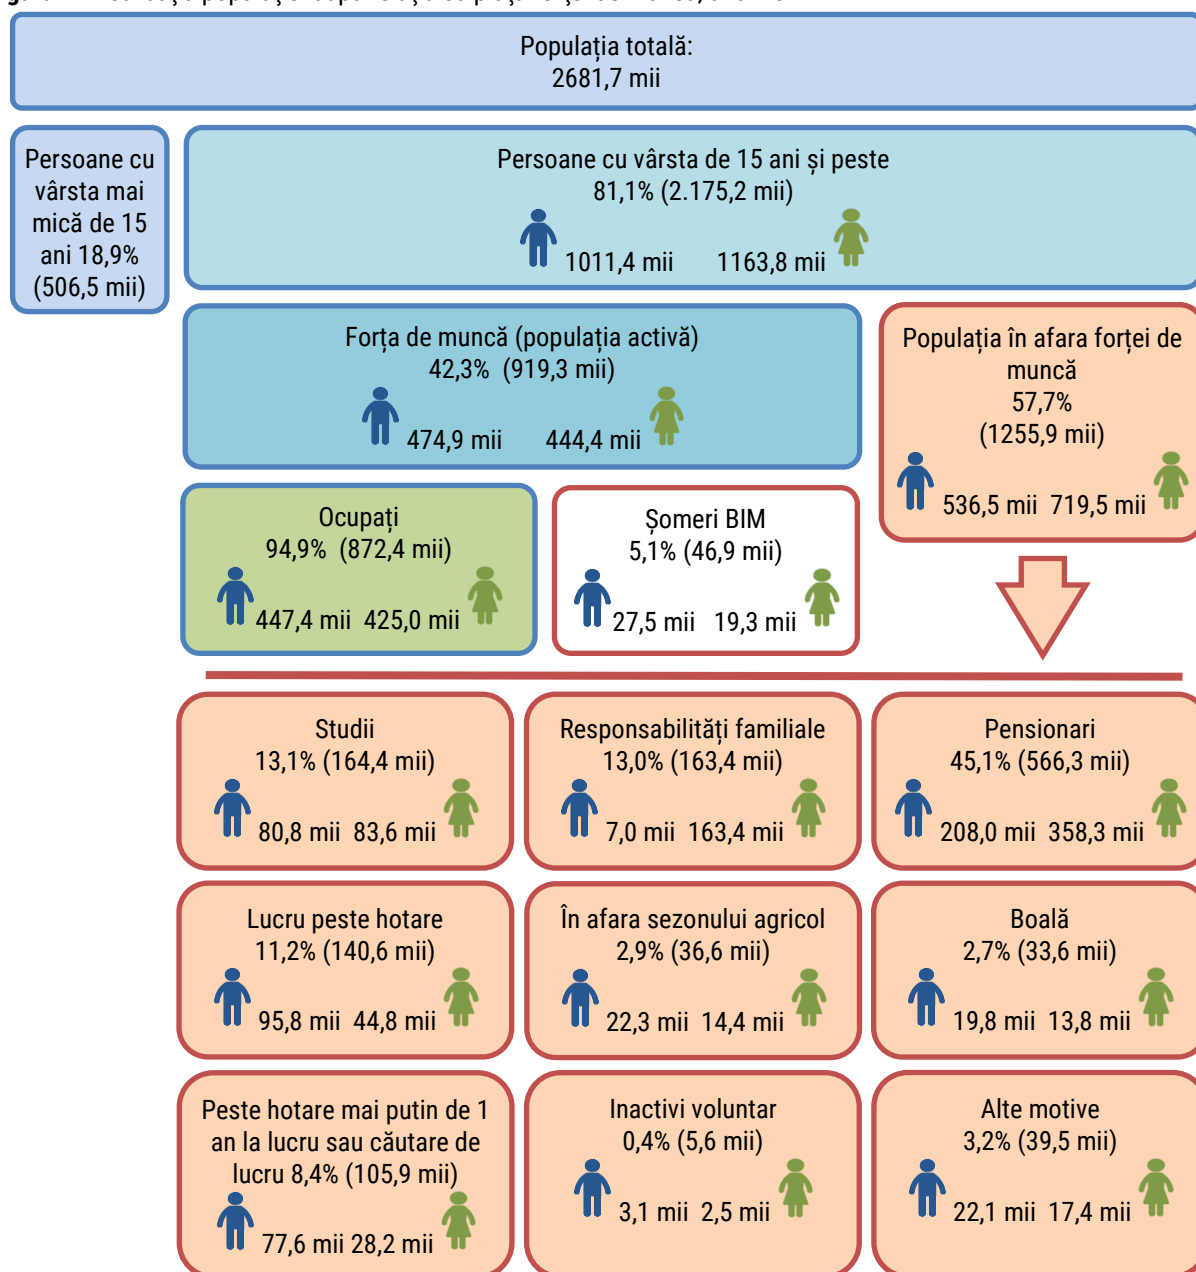 Populația totală:
2681,7 mii
Persoane cu
vârsta mai
mică de 15
ani 18,9%
(506,5 mii)
Persoane cu vârsta de 15 ani și peste
81,1% (2.175,2 mii)
1011,4 mii 1163,8 mii
Forța de muncă (populația activă)
42,3% (919,3 mii)
474,9 mii 444,4 mii
Populația în afara forței de
muncă
57,7%
(1255,9 mii)
536,5 mii 719,5 mii
Ocupați
94,9% (872,4 mii)
447,4 mii 425,0 mii
Șomeri BIM
5,1% (46,9 mii)
27,5 mii 19,3 mii
Studii
13,1% (164,4 mii)
80,8 mii 83,6 mii
Responsabilități familiale
13,0% (163,4 mii)
7,0 mii 163,4 mii
Pensionari
45,1% (566,3 mii)
208,0 mii 358,3 mii
Lucru peste hotare
11,2% (140,6 mii)
95,8 mii 44,8 mii
În afara sezonului agricol
2,9% (36,6 mii)
22,3 mii 14,4 mii
Boală
2,7% (33,6 mii)
19,8 mii 13,8 mii
Peste hotare mai putin de 1
an la lucru sau căutare de
lucru 8,4% (105,9 mii)
77,6 mii 28,2 mii
Inactivi voluntar
0,4% (5,6 mii)
3,1 mii 2,5 mii
Alte motive
3,2% (39,5 mii)
22,1 mii 17,4 mii